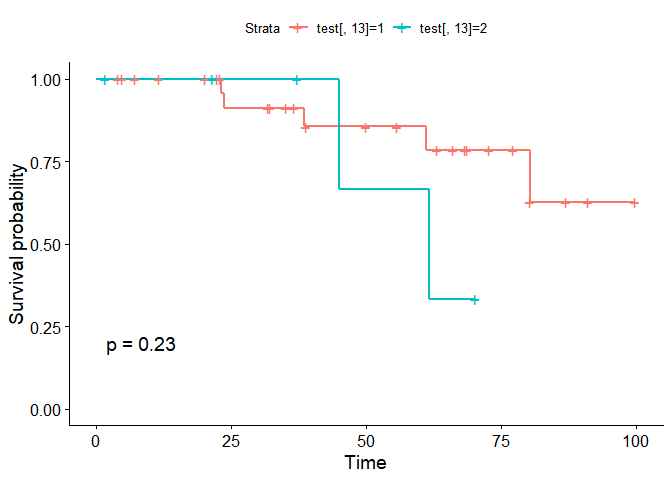 Strata test[, 13]=1 test[, 13]=2
1.00
0.75
0.50
0.25
0.00
Survival probability
p = 0.23
0 25 50 75 100
Time